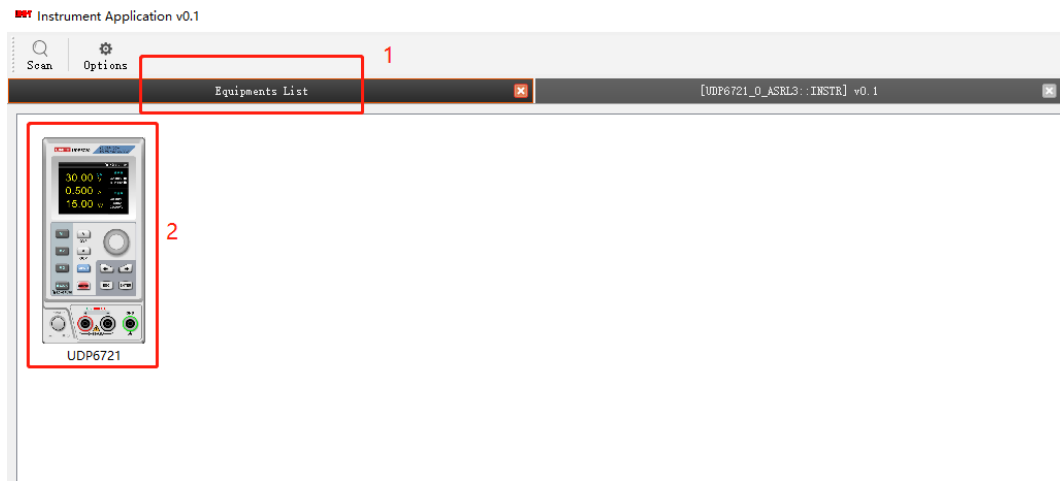 Instrument Application v0.1
Scan
Options
1
Equipments List
[UDP6721_0_ASRL3::INSTR] v0.1
30.00 V
0.500
15.00
2
UDP6721